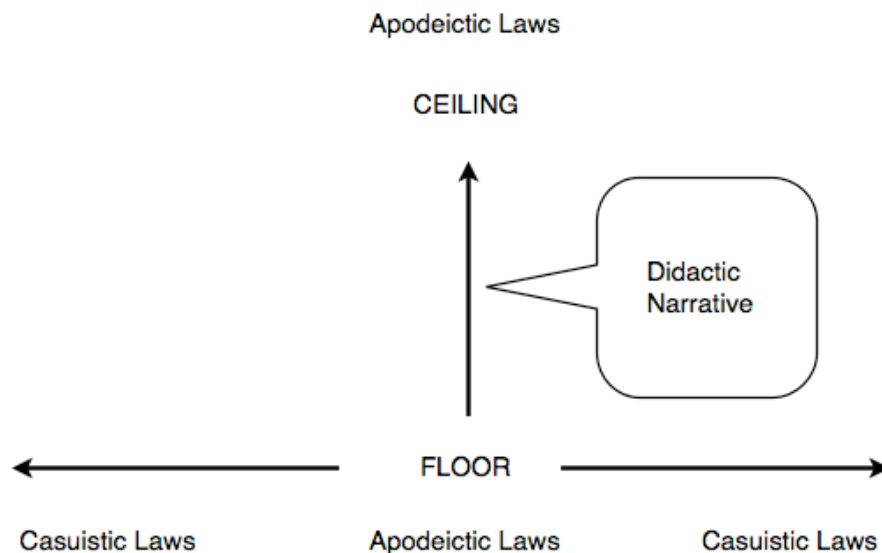 Apodeictic Laws
CEILING
Didactic
Narrative
FLOOR
Casuistic Laws
Apodeictic Laws
Casuistic Laws